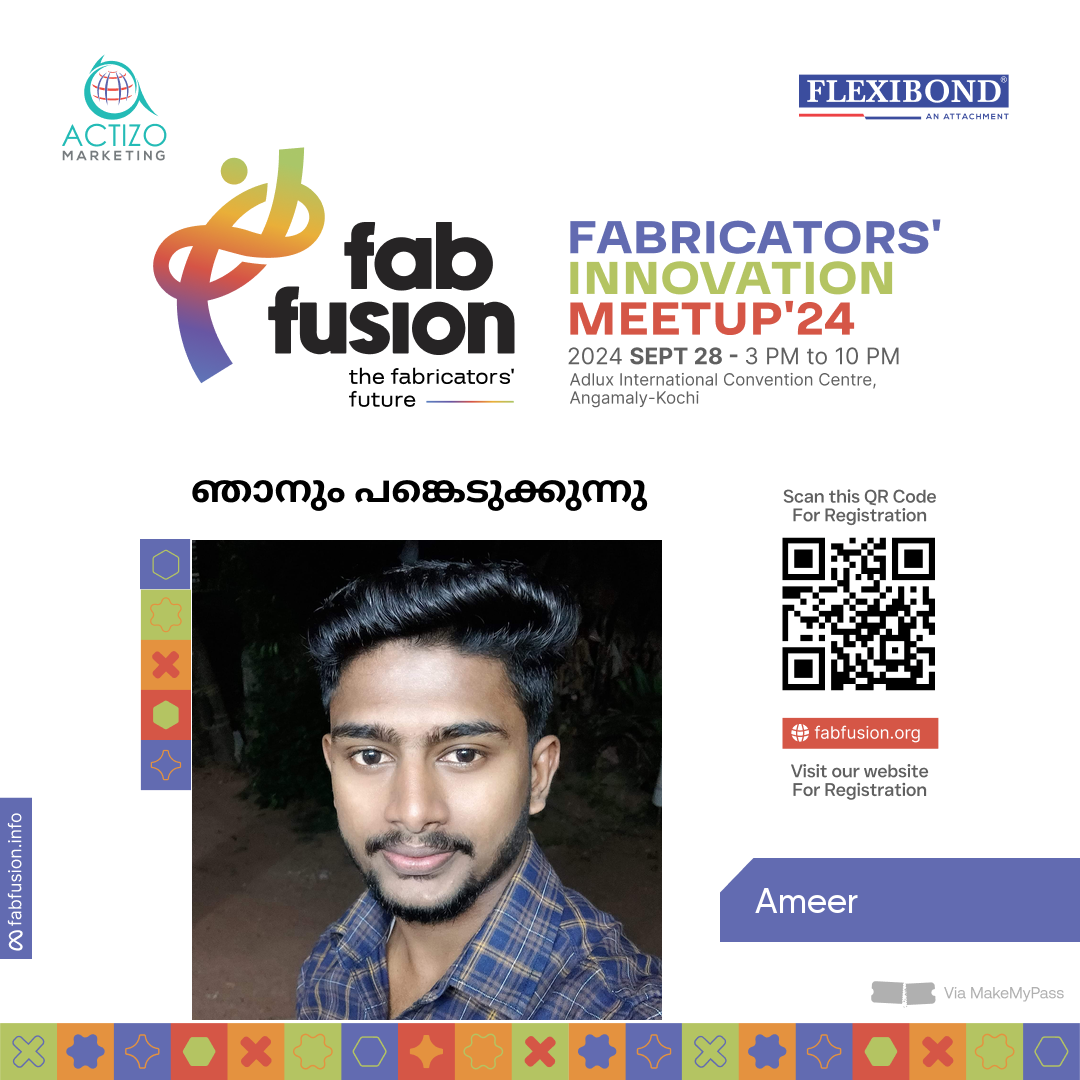 ACTIZO
MARKETING
FLEXIBOND®
AN ATTACHMENT
fab
fusion
the fabricators'
future
FABRICATORS'
INNOVATION
MEETUP'24
2024 SEPT 28 - 3 PM to 10 PM
Adlux International Convention Centre,
Angamaly-Kochi
ഞാനും പങ്കെടുക്കുന്നു
Scan this QR Code
For Registration
fabfusion.org
Visit our website
For Registration
fabfusion.info
Ameer
Via MakeMyPass